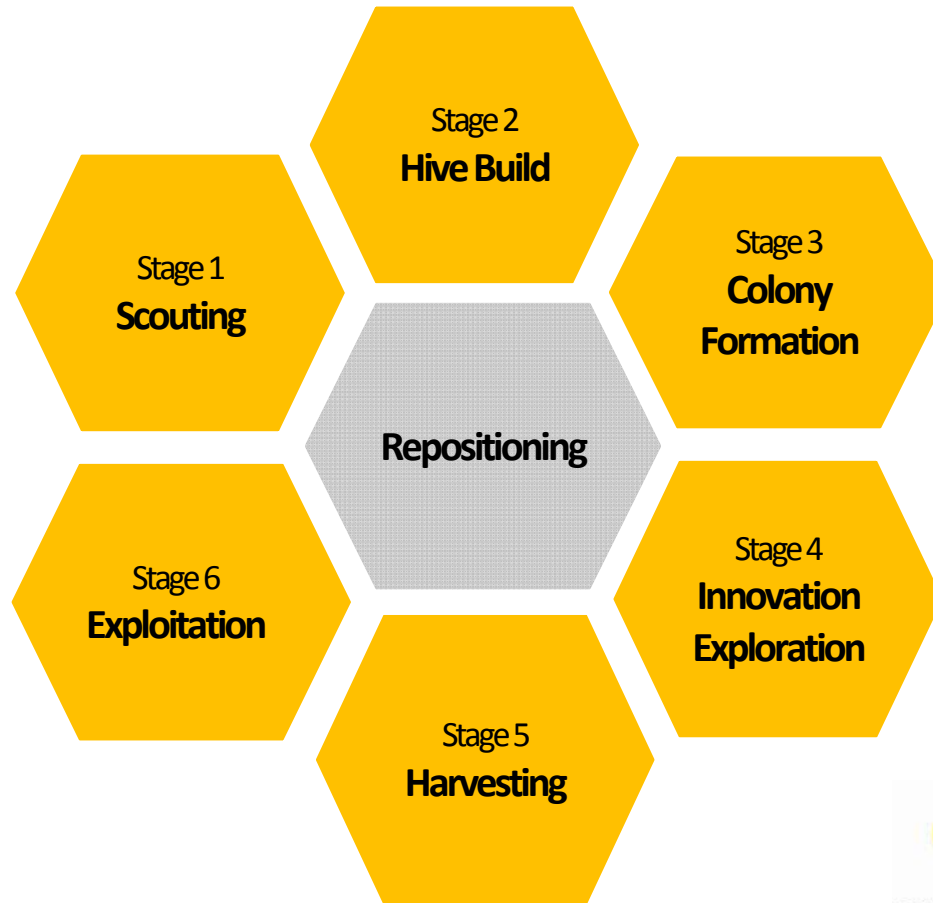 Stage 1
Scouting
Stage 2
Hive Build
Stage 3
Colony
Formation
Repositioning
Stage 4
Innovation
Exploration
Stage 5
Harvesting
Stage 6
Exploitation